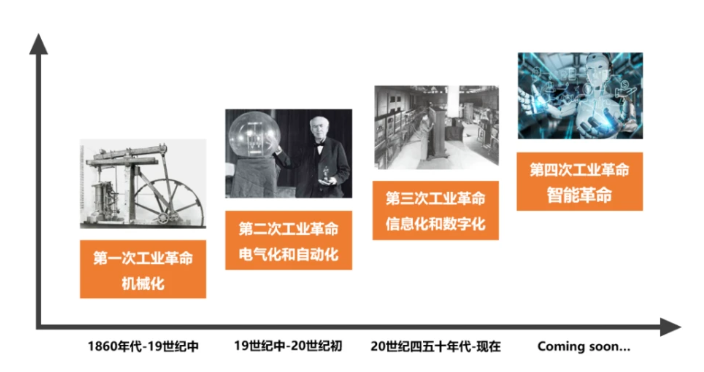 第一次工业革命
机械化
第二次工业革命
电气化和自动化
第三次工业革命
信息化和数字化
第四次工业革命
智能革命
1860年代-19世纪中
19世纪中-20世纪初
20世纪四五十年代-现在
Coming soon...